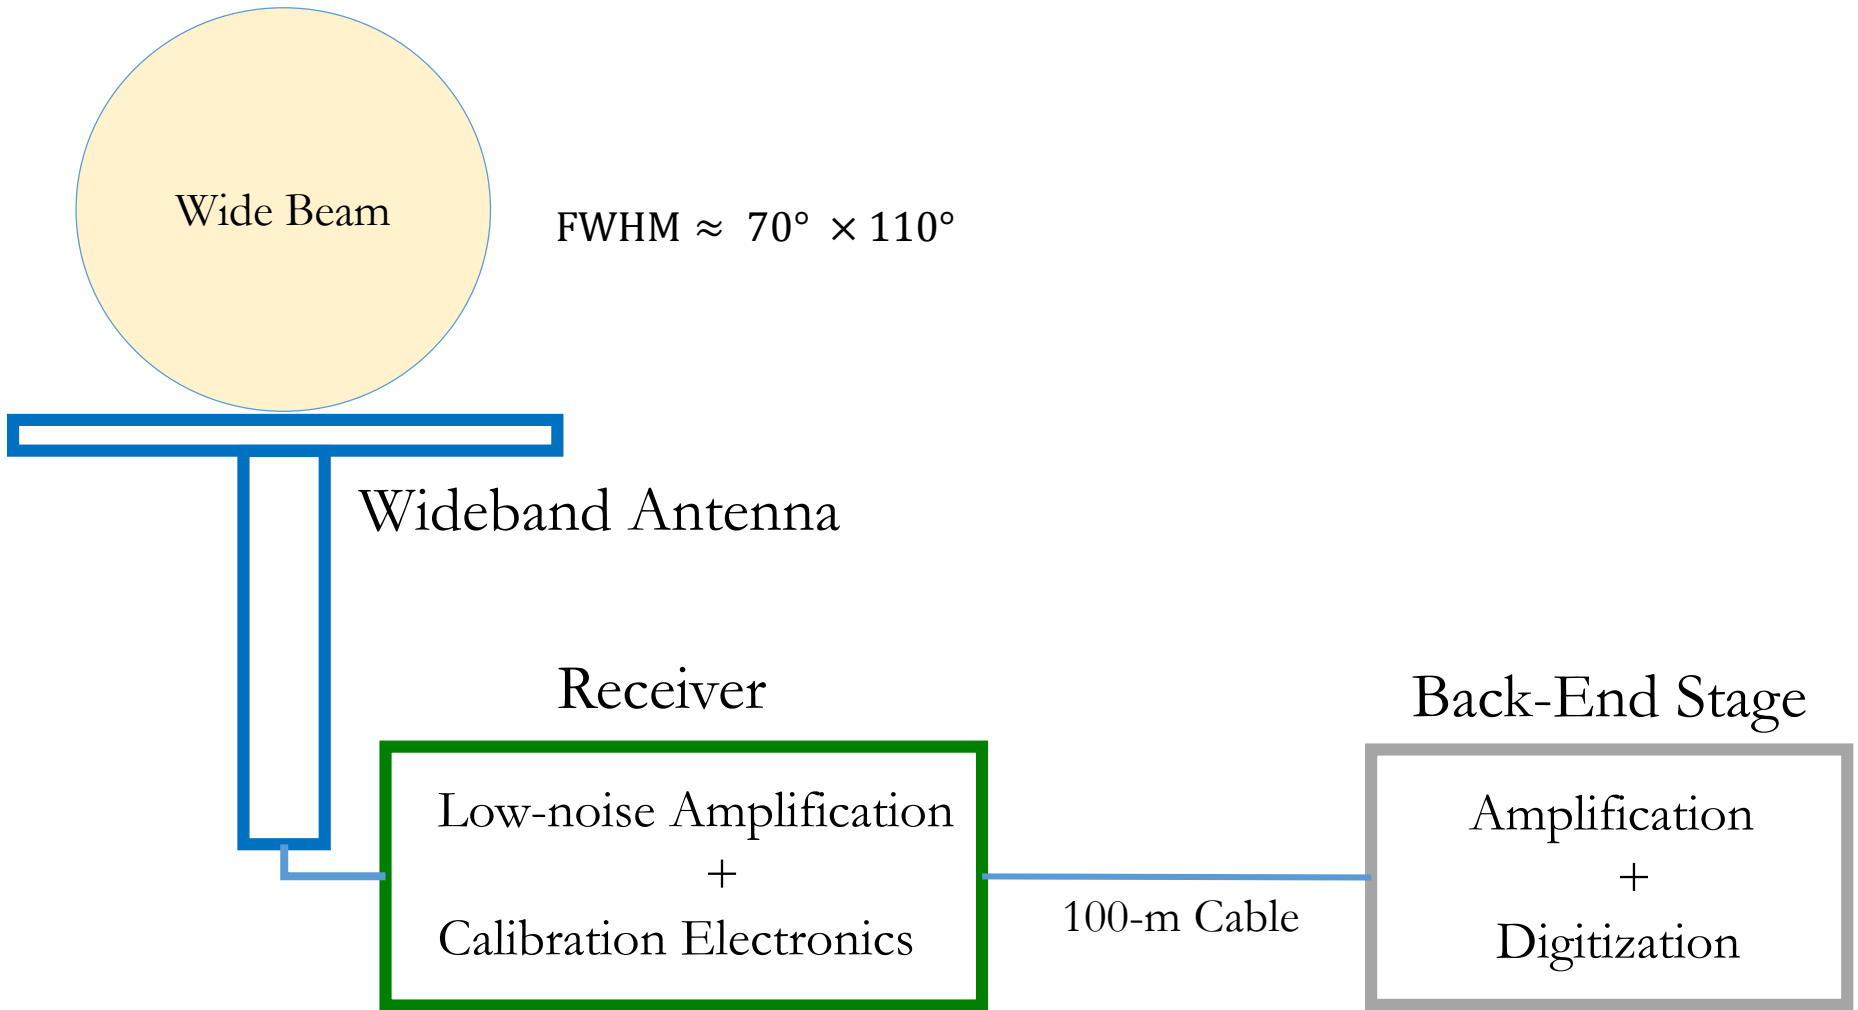 Wide Beam
FWHM ≈ 70° × 110°
Wideband Antenna
Receiver
Low-noise Amplification
+
Calibration Electronics
100-m Cable
Back-End Stage
Amplification
+
Digitization